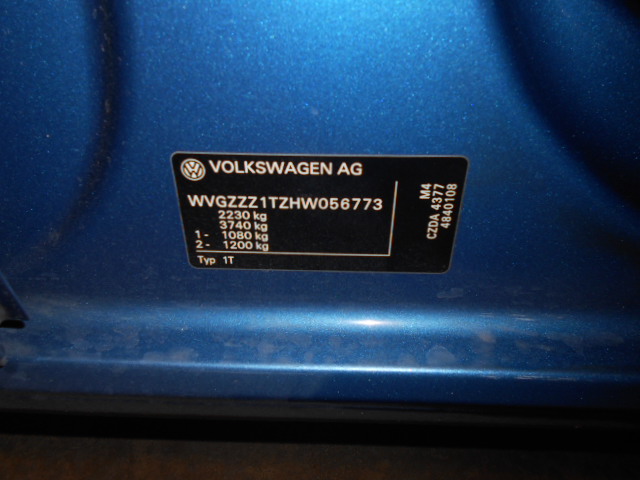 VOLKSWAGEN AG
WVGZZZ1TZHW056773
2230 kg
3740 kg
1 - 1080 kg
2 - 1200 kg
Typ 1T
M4
CZDA 4377
4840108